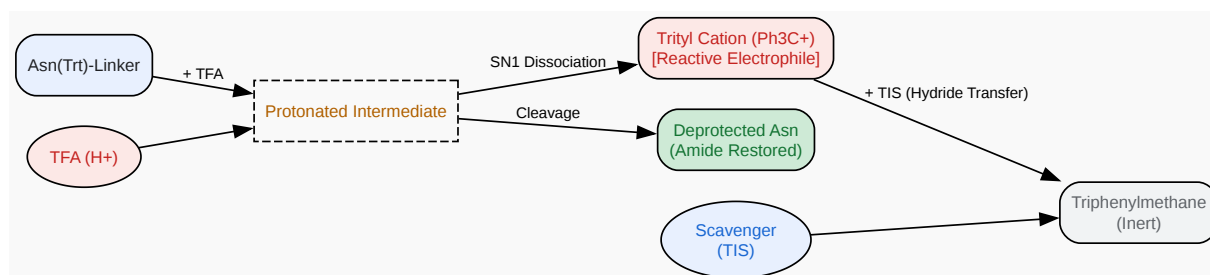 Asn(Trt)-Linker
TFA (H+)
+ TFA
Protonated Intermediate
SN1 Dissociation
Cleavage
Trityl Cation (Ph3C+)
[Reactive Electrophile]
Deprotected Asn
(Amide Restored)
Scavenger
(TIS)
+ TIS (Hydride Transfer)
Triphenylmethane
(Inert)